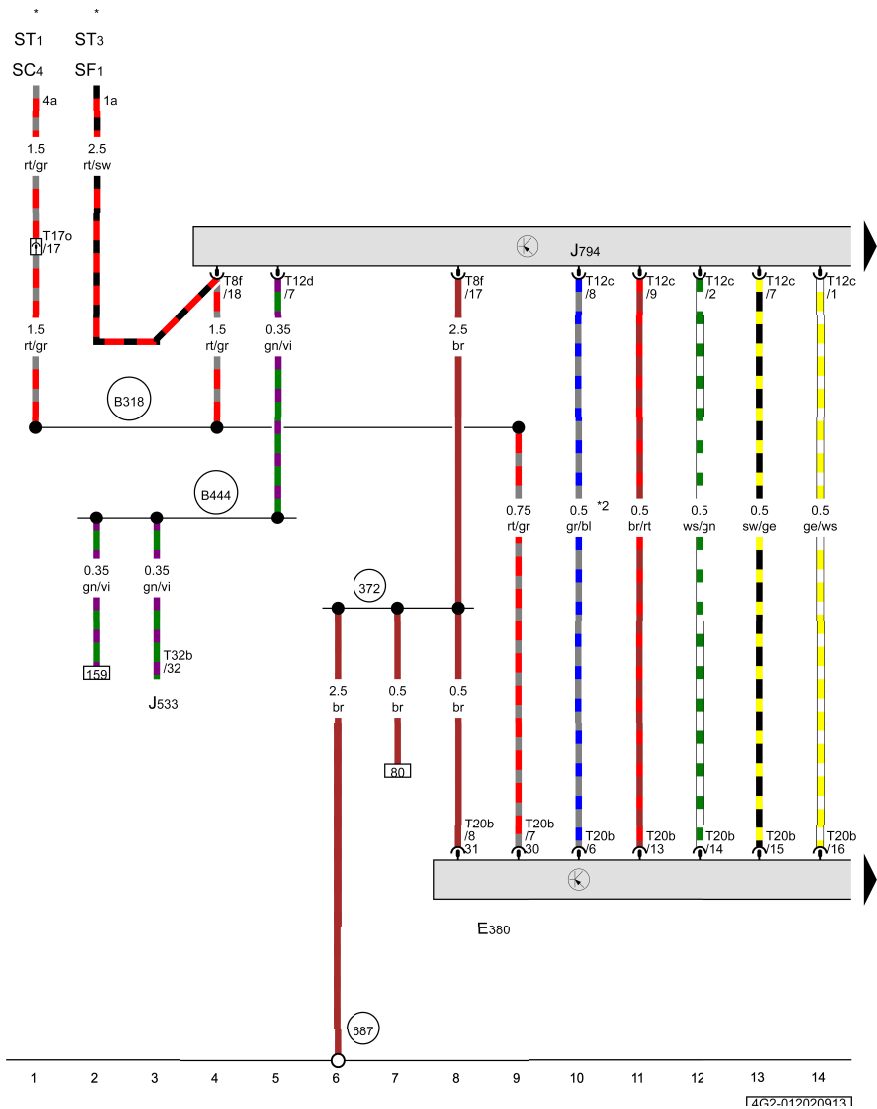 * *
ST1 ST3
SC4 SF1
4a 1a
1.5 2.5
rt/gr rt/sw
T17o
/17
J794
T8f T12d T8f T12c T12c T12c T12c T12c
/18 /7 /17 /8 /9 /2 /7 /1
1.5 1.5 0.35 2.5
rt/gr rt/gr gn/vi br
B318
B444
0.75 0.5 *2 0.5 0.5 0.5 0.5
rt/gr gr/bl br/rt ws/gn sw/ge ge/ws
0.35 0.35
gn/vi gn/vi
372
T32b
/32
159
J533
2.5 0.5 0.5
br br br
80
T20b T20b T20b T20b T20b T20b T20b
/8 /7 /6 /13 /14 /15 /16
31 30
E380
387
1 2 3 4 5 6 7 8 9 10 11 12 13 14
4G2-012020913